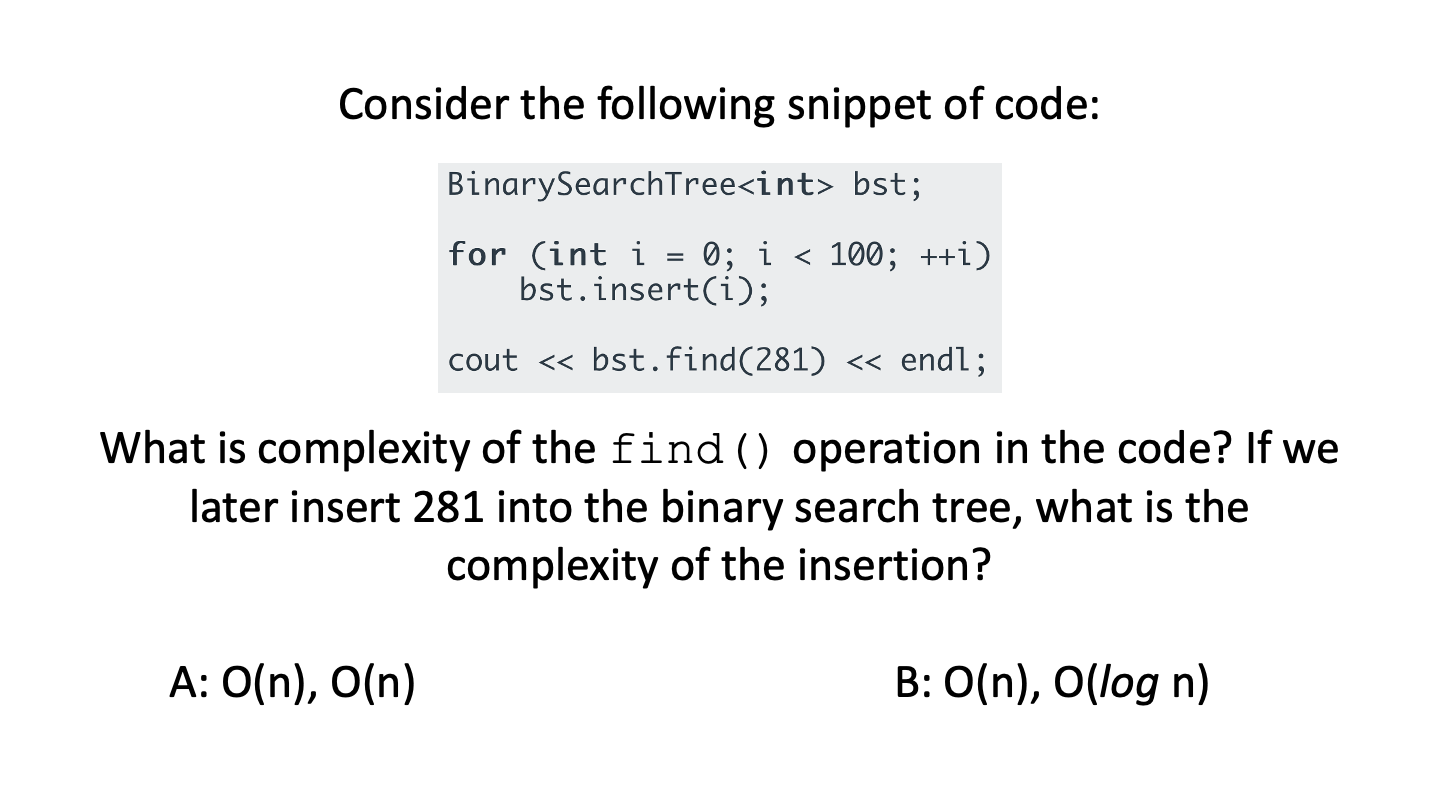 Consider the following snippet of code:
BinarySearchTree<int> bst;
for (int i = 0; i < 100; ++i)
    bst.insert(i);
cout << bst.find(281) << endl;
What is complexity of the find() operation in the code? If we
later insert 281 into the binary search tree, what is the
complexity of the insertion?
A: O(n), O(n)
B: O(n), O(log n)